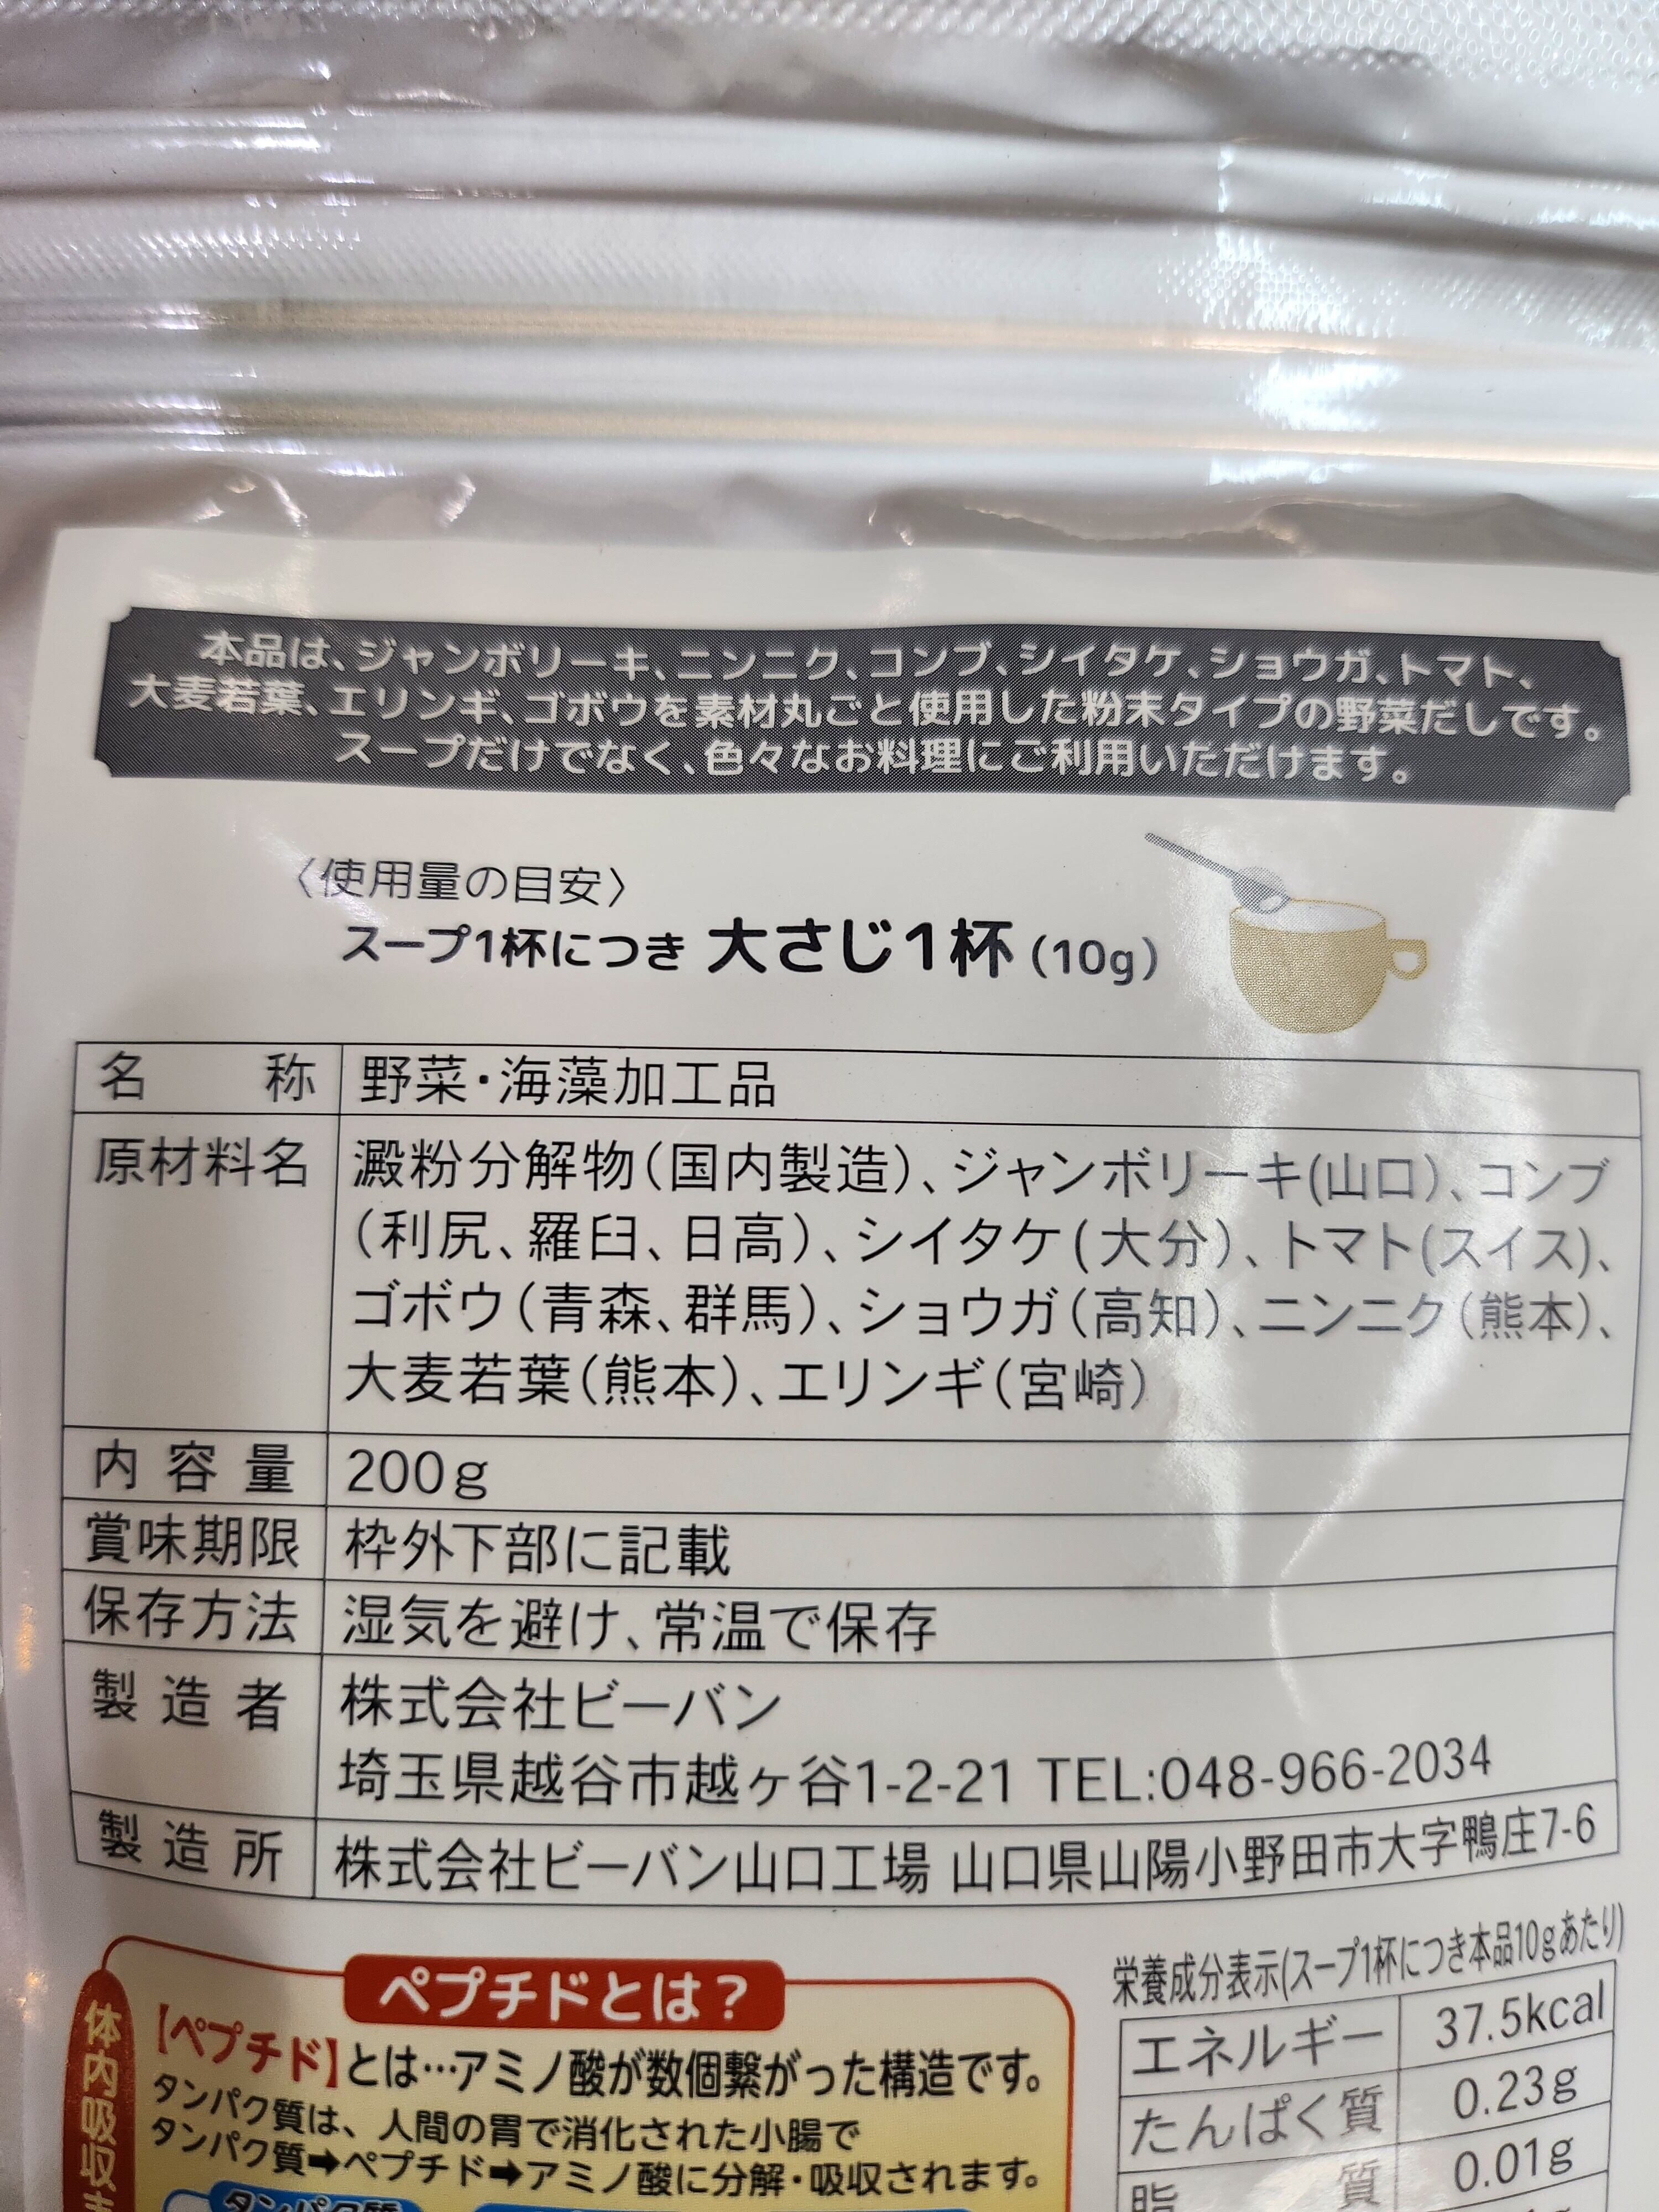 本品は、ジャンボリーキ、ニンニク、コンブ、シイタケ、ショウガ、トマト、
大麦若葉、エリンギ、ゴボウを素材丸ごと使用した粉末タイプの野菜だしです。
スープだけでなく、色々なお料理にご利用いただけます。
〈使用量の目安〉
スープ1杯につき 大さじ1杯 (10g)
名称 野菜・海藻加工品
原材料名 澱粉分解物(国内製造)、ジャンボリーキ(山口)、コンブ
(利尻、羅臼、日高)、シイタケ(大分)、トマト(スイス)、
ゴボウ(青森、群馬)、ショウガ(高知)、ニンニク(熊本)、
大麦若葉(熊本)、エリンギ(宮崎)
内容量 200g
賞味期限 枠外下部に記載
保存方法 湿気を避け、常温で保存
製造者 株式会社ビーバン
埼玉県越谷市越ヶ谷1-2-21 TEL:048-966-2034
製造所 株式会社ビーバン山口工場 山口県山陽小野田市大字鴨庄7-6
ペプチドとは?
体内吸収
【ペプチド】とは…アミノ酸が数個繋がった構造です。
タンパク質は、人間の胃で消化された小腸で
タンパク質➡ペプチド➡アミノ酸に分解・吸収されます。
タンパク質
栄養成分表示(スープ1杯につき本品10gあたり)
エネルギー 37.5kcal
たんぱく質 0.23g
脂質 0.01g